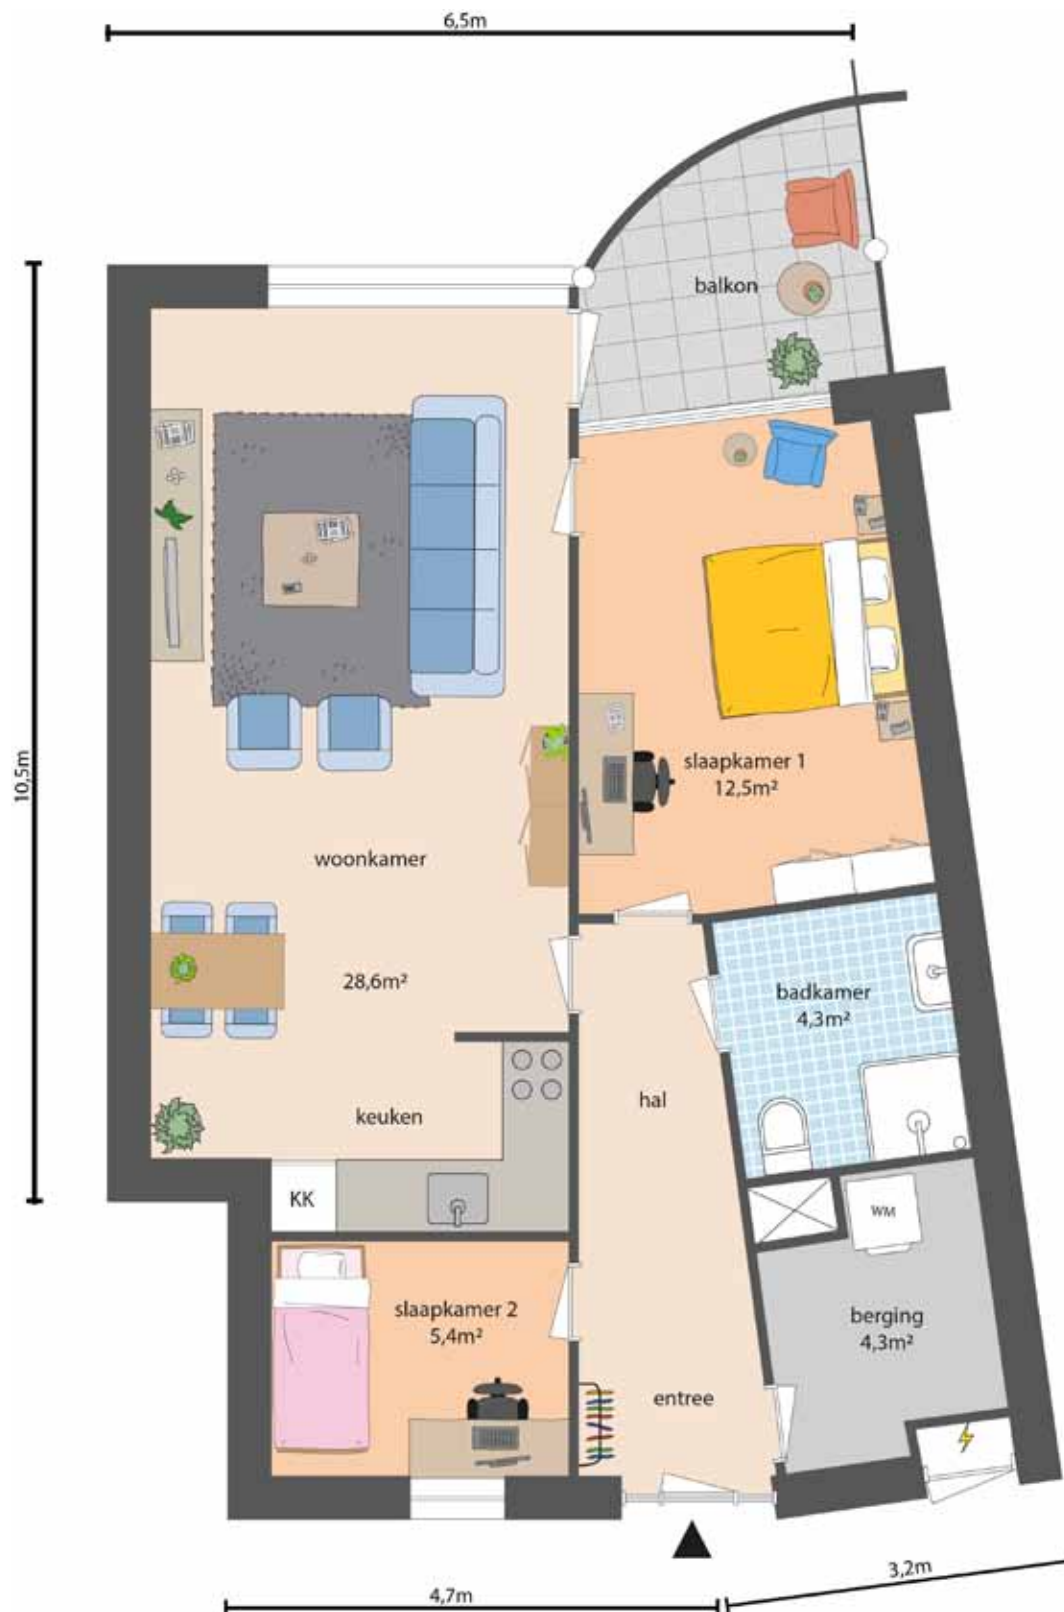 6,5m
balkon
10,5m
slaapkamer 1
12,5m²
woonkamer
28,6m²
badkamer
4,3m²
hal
keuken
KK
WM
slaapkamer 2
5,4m²
berging
4,3m²
entree
3,2m
4,7m